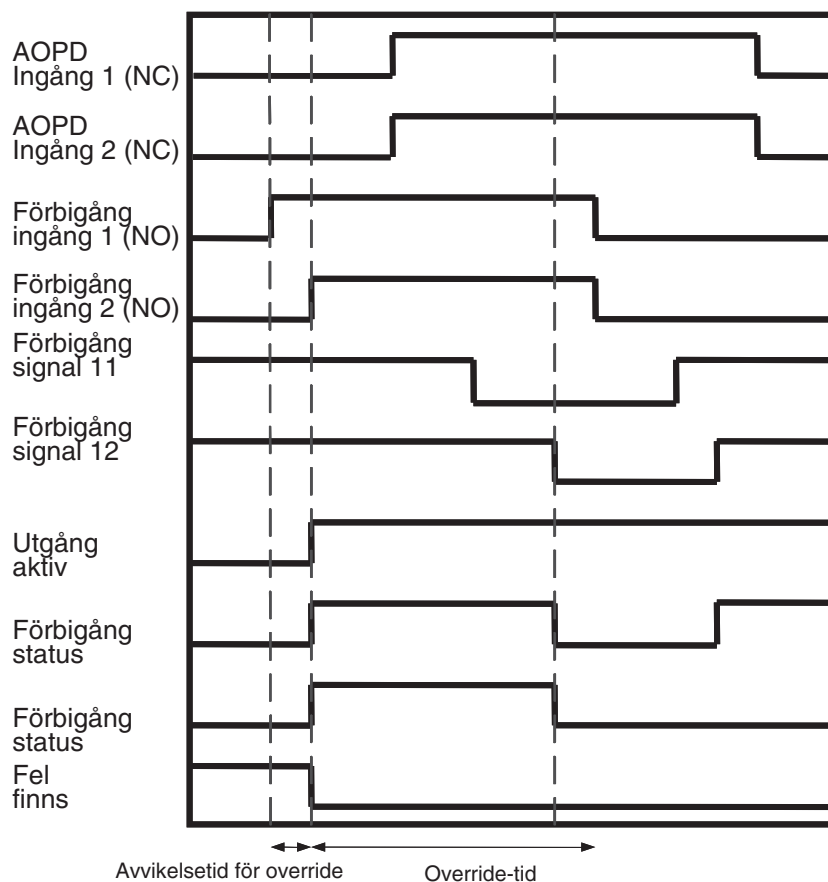 AOPD
Ingång 1 (NC)
AOPD
Ingång 2 (NC)
Förbigång
ingång 1 (NO)
Förbigång
ingång 2 (NO)
Förbigång
signal 11
Förbigång
signal 12
Utgång
aktiv
Förbigång
status
Förbigång
status
Fel
finns
Avvikelsetid för override
Override-tid